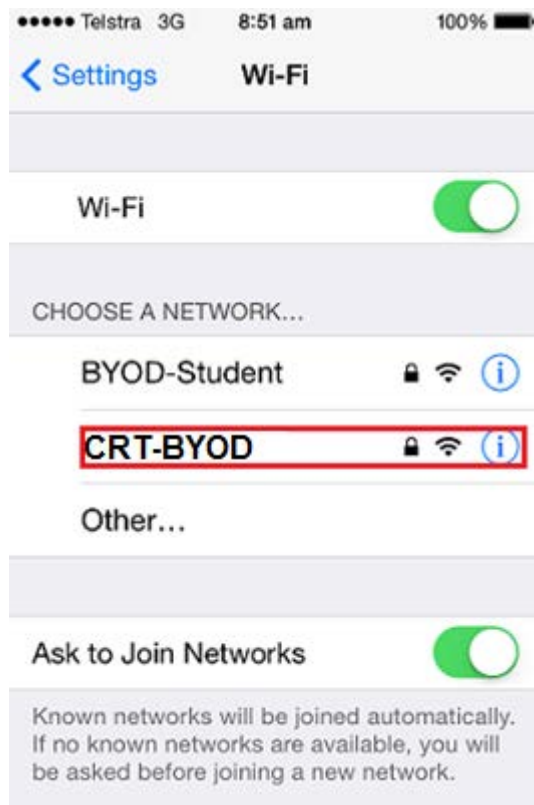 Telstra 3G 8:51 am 100%
Settings Wi-Fi
Wi-Fi
CHOOSE A NETWORK...
BYOD-Student
CRT-BYOD
Other...
Ask to Join Networks
Known networks will be joined automatically.
If no known networks are available, you will
be asked before joining a new network.